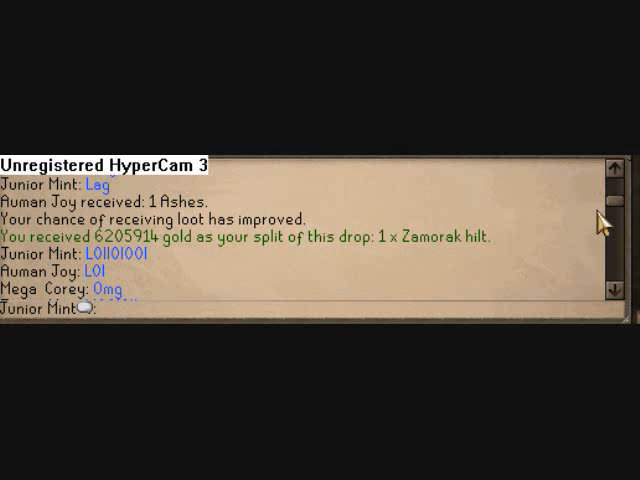 Unregistered HyperCam 3
Junior Mint: Lag
Auman Joy received: 1 Ashes.
Your chance of receiving loot has improved.
You received 6205914 gold as your split of this drop: 1 x Zamorak hilt.
Junior Mint: LOllOlOOl
Auman Joy: LOl
Mega Corey: Omg
Junior Mint: